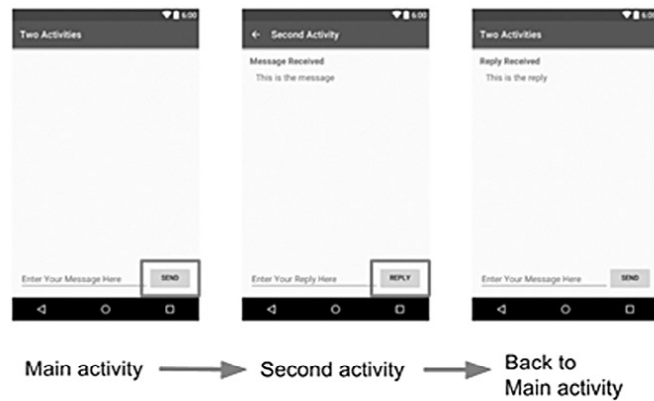 6:00
Two Activities
Enter Your Message Here
SEND
6:00
Second Activity
Message Received
This is the message
Enter Your Reply Here
REPLY
6:00
Two Activities
Reply Received
This is the reply
Enter Your Message Here
SEND
Main activity
Second activity
Back to
Main activity